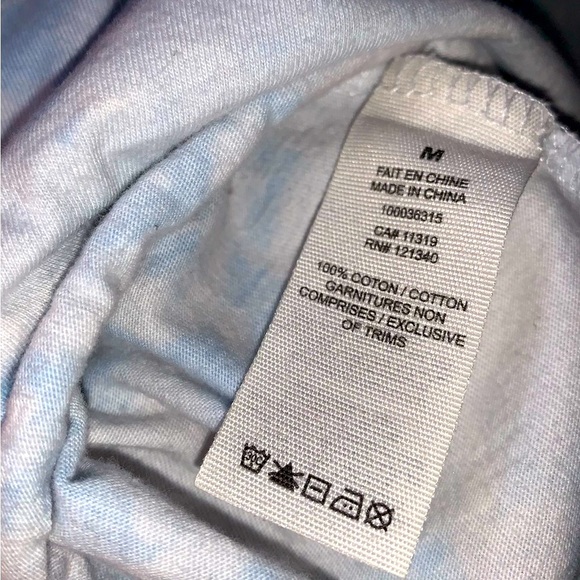 M
FAIT EN CHINE
MADE IN CHINA
100036315
CA# 11319
RN# 121340
100% COTON / COTTON
GARNITURES NON
COMPRISES / EXCLUSIVE
OF TRIMS
30C